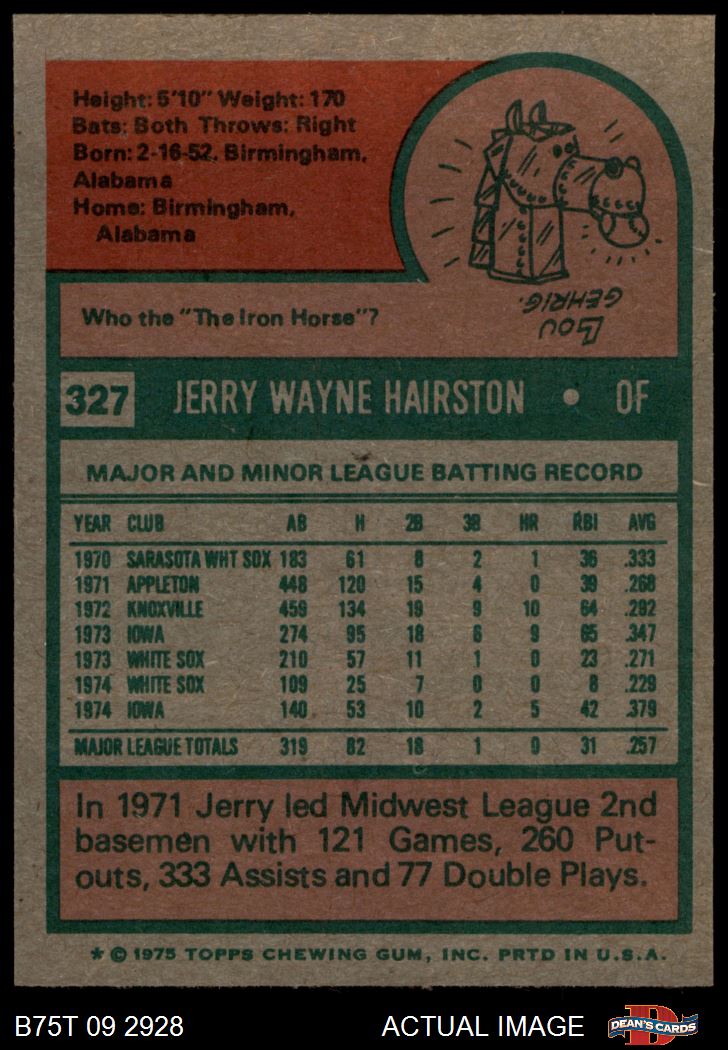 Height: 5'10" Weight: 170
Bats: Both Throws: Right
Born: 2-16-52, Birmingham,
Alabama
Home: Birmingham,
Alabama
LOU
GEHRIG.
Who the "The Iron Horse"?
327 JERRY WAYNE HAIRSTON • OF
MAJOR AND MINOR LEAGUE BATTING RECORD
YEAR CLUB AB H 2B 3B HR RBI AVG
1970 SARASOTA WHT SOX 183 61 8 2 1 36 .333
1971 APPLETON 448 120 15 4 0 39 .268
1972 KNOXVILLE 459 134 19 9 10 64 .292
1973 IOWA 274 95 18 6 9 65 .347
1973 WHITE SOX 210 57 11 1 0 23 .271
1974 WHITE SOX 109 25 7 0 0 8 .229
1974 IOWA 140 53 10 2 5 42 .379
MAJOR LEAGUE TOTALS 319 82 18 1 0 31 .257
In 1971 Jerry led Midwest League 2nd
basemen with 121 Games, 260 Put-
outs, 333 Assists and 77 Double Plays.
* © 1975 TOPPS CHEWING GUM, INC. PRTD IN U.S.A.
B75T 09 2928 ACTUAL IMAGE D DEAN'S CARDS